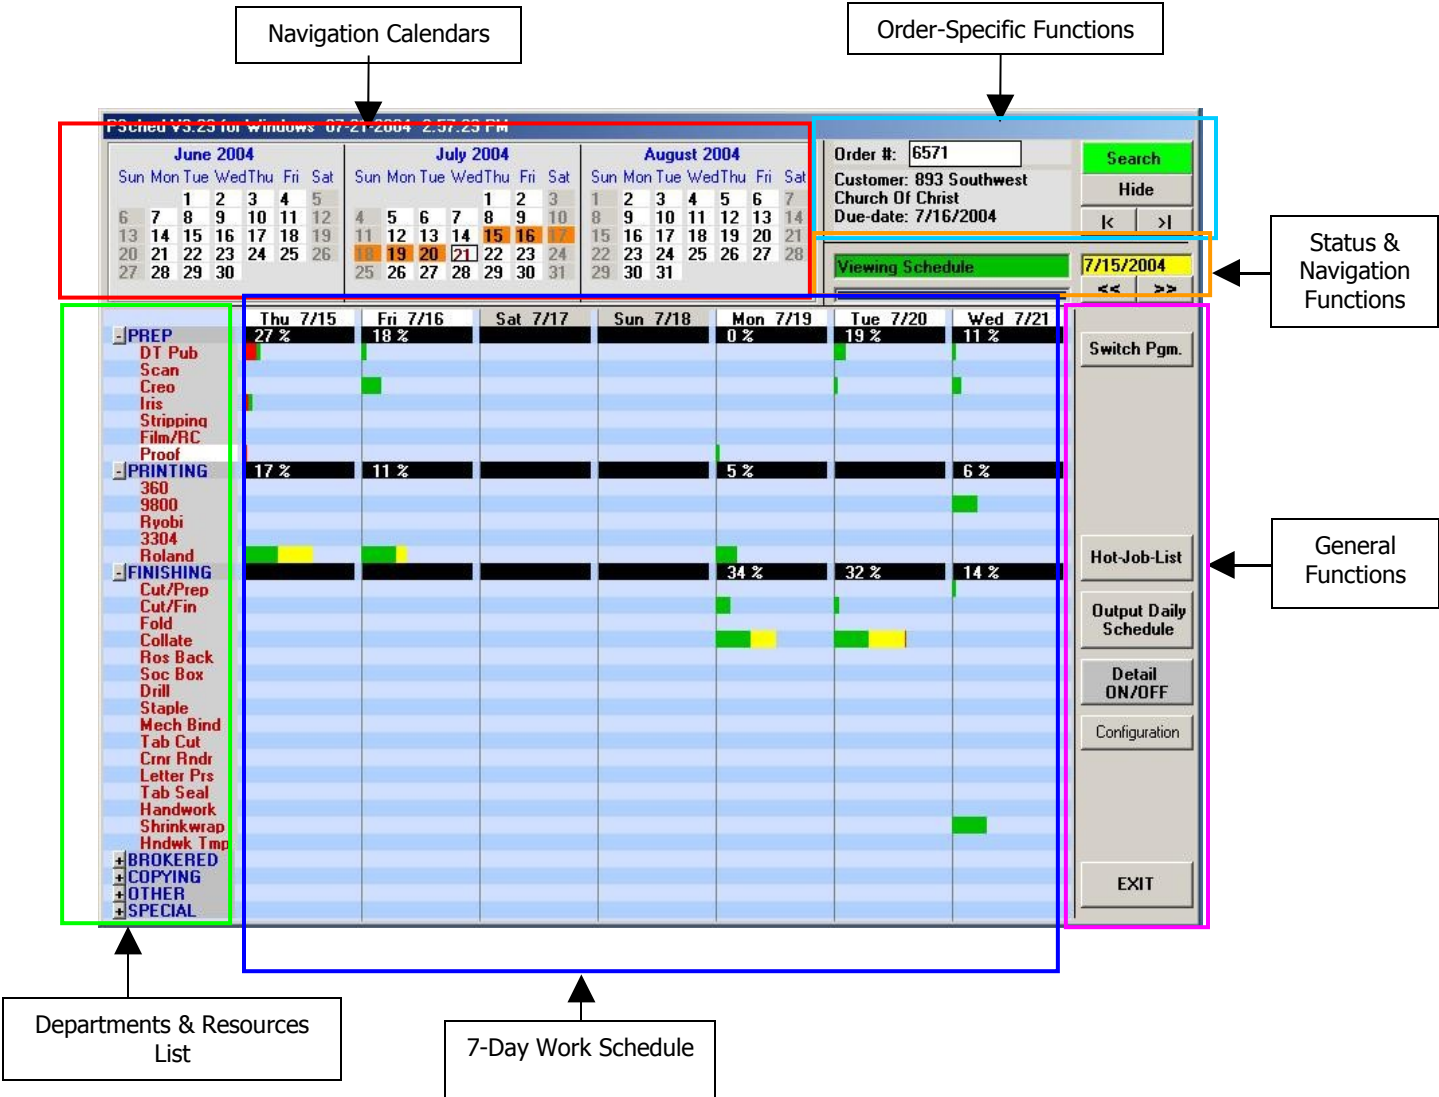 Navigation Calendars
Order-Specific Functions
PSched V3.23 for Windows 07-21-2004 2:57:23 PM
June 2004
Sun Mon Tue Wed Thu Fri Sat
1 2 3 4 5
6 7 8 9 10 11 12
13 14 15 16 17 18 19
20 21 22 23 24 25 26
27 28 29 30
July 2004
Sun Mon Tue Wed Thu Fri Sat
1 2 3
4 5 6 7 8 9 10
11 12 13 14 15 16 17
18 19 20 21 22 23 24
25 26 27 28 29 30 31
August 2004
Sun Mon Tue Wed Thu Fri Sat
1 2 3 4 5 6 7
8 9 10 11 12 13 14
15 16 17 18 19 20 21
22 23 24 25 26 27 28
29 30 31
Order #: 6571
Customer: 893 Southwest
Church Of Christ
Due-date: 7/16/2004
Search
Hide
|< >|
Viewing Schedule
7/15/2004
<< >>
Status &
Navigation
Functions
Thu 7/15 Fri 7/16 Sat 7/17 Sun 7/18 Mon 7/19 Tue 7/20 Wed 7/21
- PREP 27 % 18 % 0 % 19 % 11 %
DT Pub
Scan
Creo
Iris
Stripping
Film/RC
Proof
- PRINTING 17 % 11 % 5 % 6 %
360
9800
Ryobi
3304
Roland
- FINISHING 34 % 32 % 14 %
Cut/Prep
Cut/Fin
Fold
Collate
Ros Back
Soc Box
Drill
Staple
Mech Bind
Tab Cut
Crnr Rndr
Letter Prs
Tab Seal
Handwork
Shrinkwrap
Hndwk Tmp
+ BROKERED
+ COPYING
+ OTHER
+ SPECIAL
Switch Pgm.
Hot-Job-List
Output Daily
Schedule
Detail
ON/OFF
Configuration
EXIT
General
Functions
Departments & Resources
List
7-Day Work Schedule